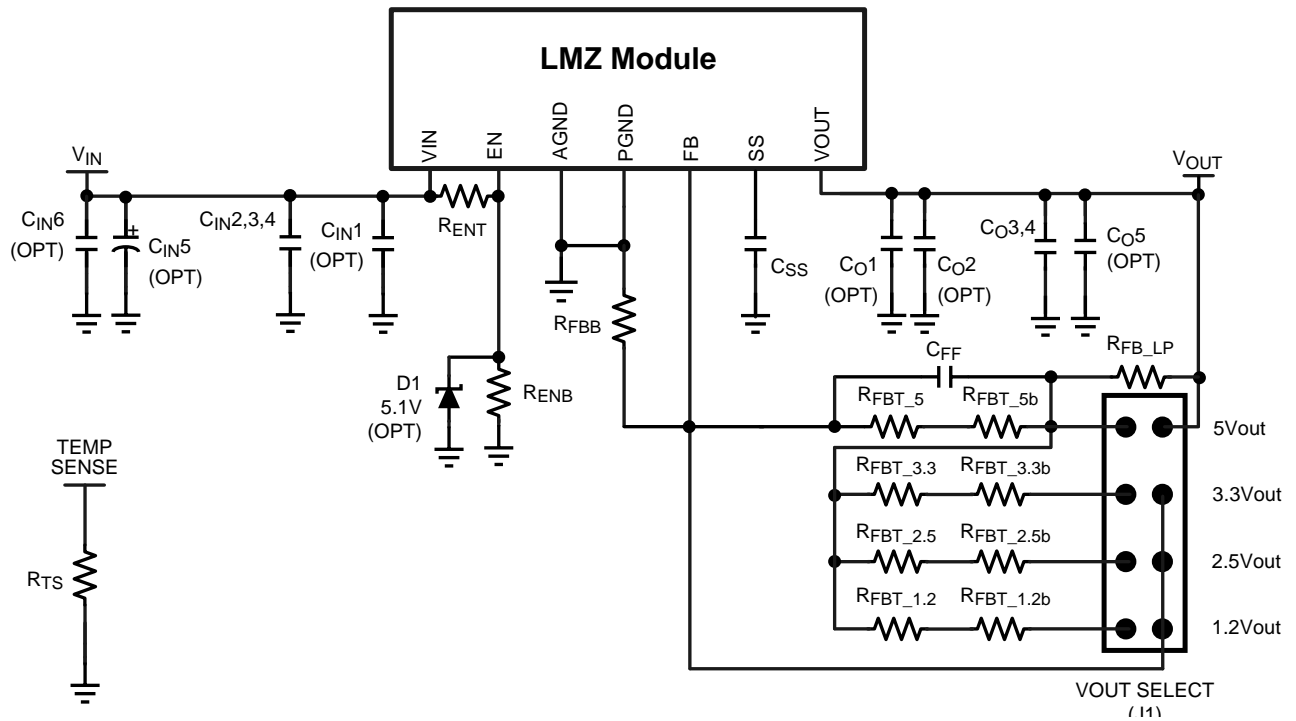 LMZ Module
VIN
EN
AGND
PGND
FB
SS
VOUT
VIN
VOUT
CIN6
(OPT)
CIN5
(OPT)
+
CIN2,3,4
CIN1
(OPT)
RENT
CSS
CO1
(OPT)
CO2
(OPT)
CO3,4
CO5
(OPT)
RFBB
CFF
RFB_LP
D1
5.1V
(OPT)
RENB
RFBT_5
RFBT_5b
5Vout
TEMP
SENSE
RFBT_3.3
RFBT_3.3b
3.3Vout
RFBT_2.5
RFBT_2.5b
2.5Vout
RTS
RFBT_1.2
RFBT_1.2b
1.2Vout
VOUT SELECT
(J1)